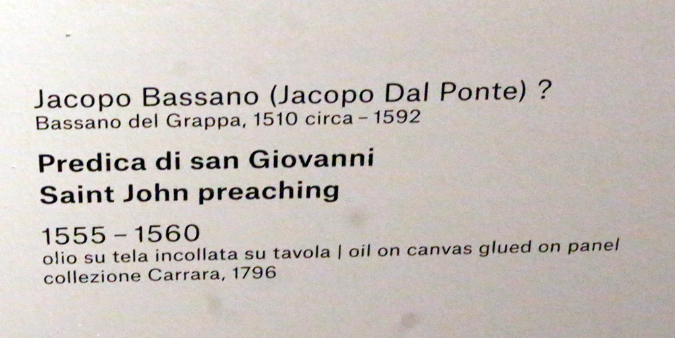 Jacopo Bassano (Jacopo Dal Ponte) ?
Bassano del Grappa, 1510 circa – 1592
Predica di san Giovanni
Saint John preaching
1555 – 1560
olio su tela incollata su tavola | oil on canvas glued on panel
collezione Carrara, 1796